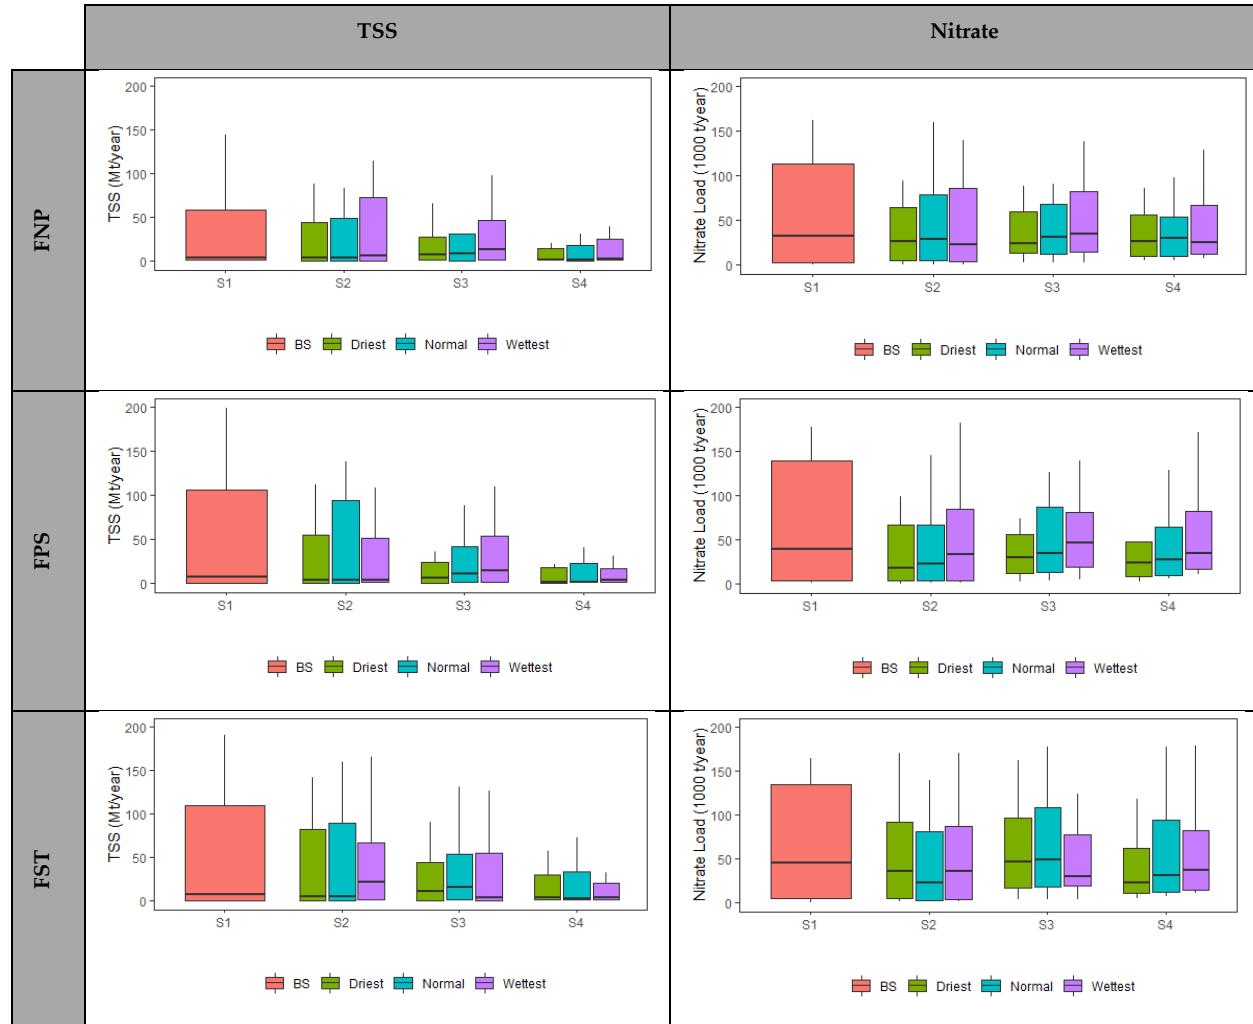 TSS
Nitrate
FNP
TSS (Mt/year)
200
150
100
50
0
S1 S2 S3 S4
BS Driest Normal Wettest
Nitrate Load (1000 t/year)
200
150
100
50
0
S1 S2 S3 S4
BS Driest Normal Wettest
FPS
TSS (Mt/year)
200
150
100
50
0
S1 S2 S3 S4
BS Driest Normal Wettest
Nitrate Load (1000 t/year)
200
150
100
50
0
S1 S2 S3 S4
BS Driest Normal Wettest
FST
TSS (Mt/year)
200
150
100
50
0
S1 S2 S3 S4
BS Driest Normal Wettest
Nitrate Load (1000 t/year)
200
150
100
50
0
S1 S2 S3 S4
BS Driest Normal Wettest